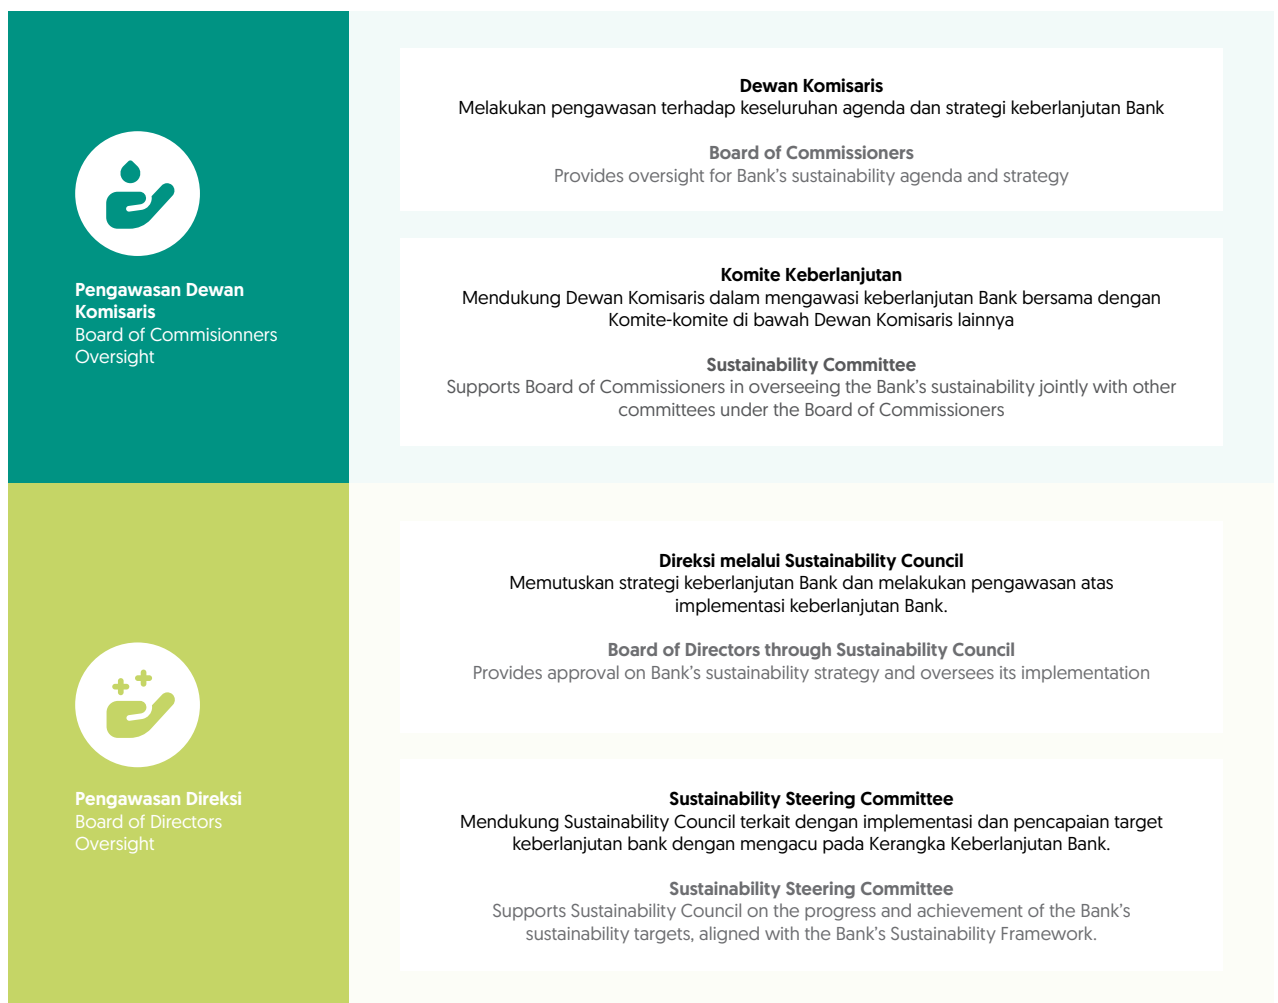 Pengawasan Dewan
Komisaris
Board of Commisionners
Oversight
Dewan Komisaris
Melakukan pengawasan terhadap keseluruhan agenda dan strategi keberlanjutan Bank
Board of Commissioners
Provides oversight for Bank's sustainability agenda and strategy
Komite Keberlanjutan
Mendukung Dewan Komisaris dalam mengawasi keberlanjutan Bank bersama dengan
Komite-komite di bawah Dewan Komisaris lainnya
Sustainability Committee
Supports Board of Commissioners in overseeing the Bank's sustainability jointly with other
committees under the Board of Commissioners
Pengawasan Direksi
Board of Directors
Oversight
Direksi melalui Sustainability Council
Memutuskan strategi keberlanjutan Bank dan melakukan pengawasan atas
implementasi keberlanjutan Bank.
Board of Directors through Sustainability Council
Provides approval on Bank's sustainability strategy and oversees its implementation
Sustainability Steering Committee
Mendukung Sustainability Council terkait dengan implementasi dan pencapaian target
keberlanjutan bank dengan mengacu pada Kerangka Keberlanjutan Bank.
Sustainability Steering Committee
Supports Sustainability Council on the progress and achievement of the Bank's
sustainability targets, aligned with the Bank's Sustainability Framework.